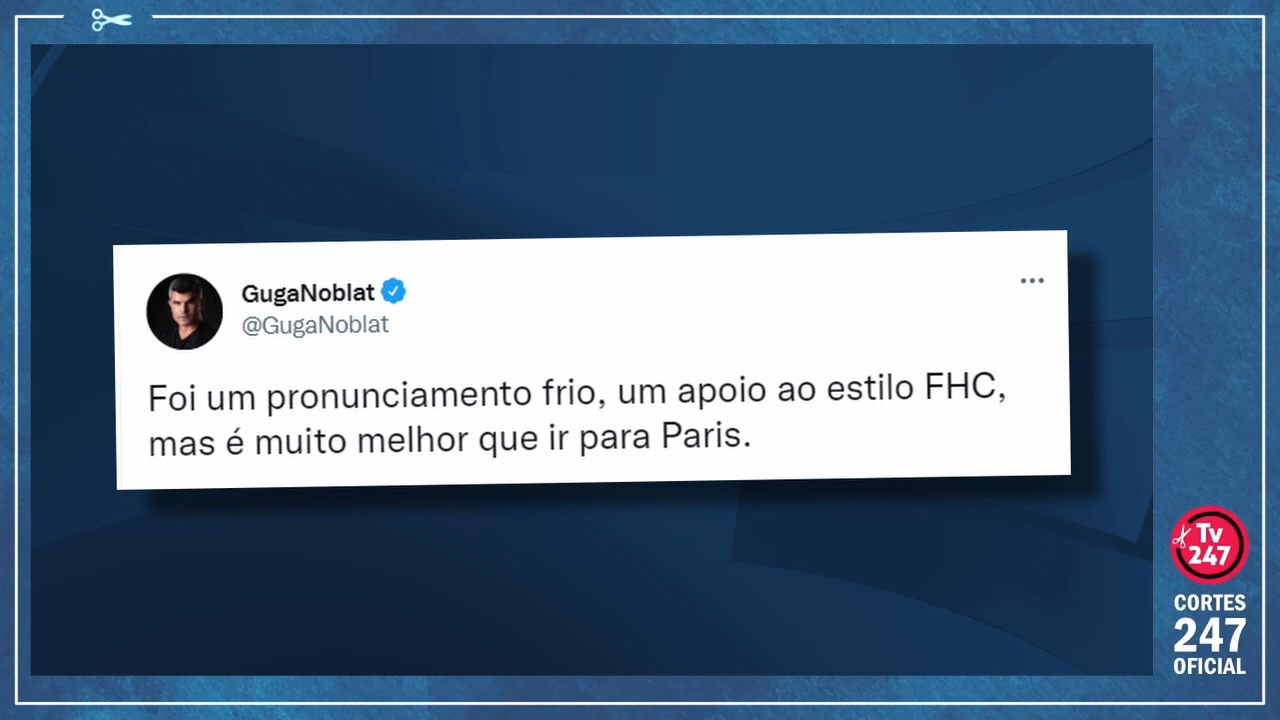 GugaNoblat
@GugaNoblat
Foi um pronunciamento frio, um apoio ao estilo FHC,
mas é muito melhor que ir para Paris.
Tv
247
CORTES
247
OFICIAL